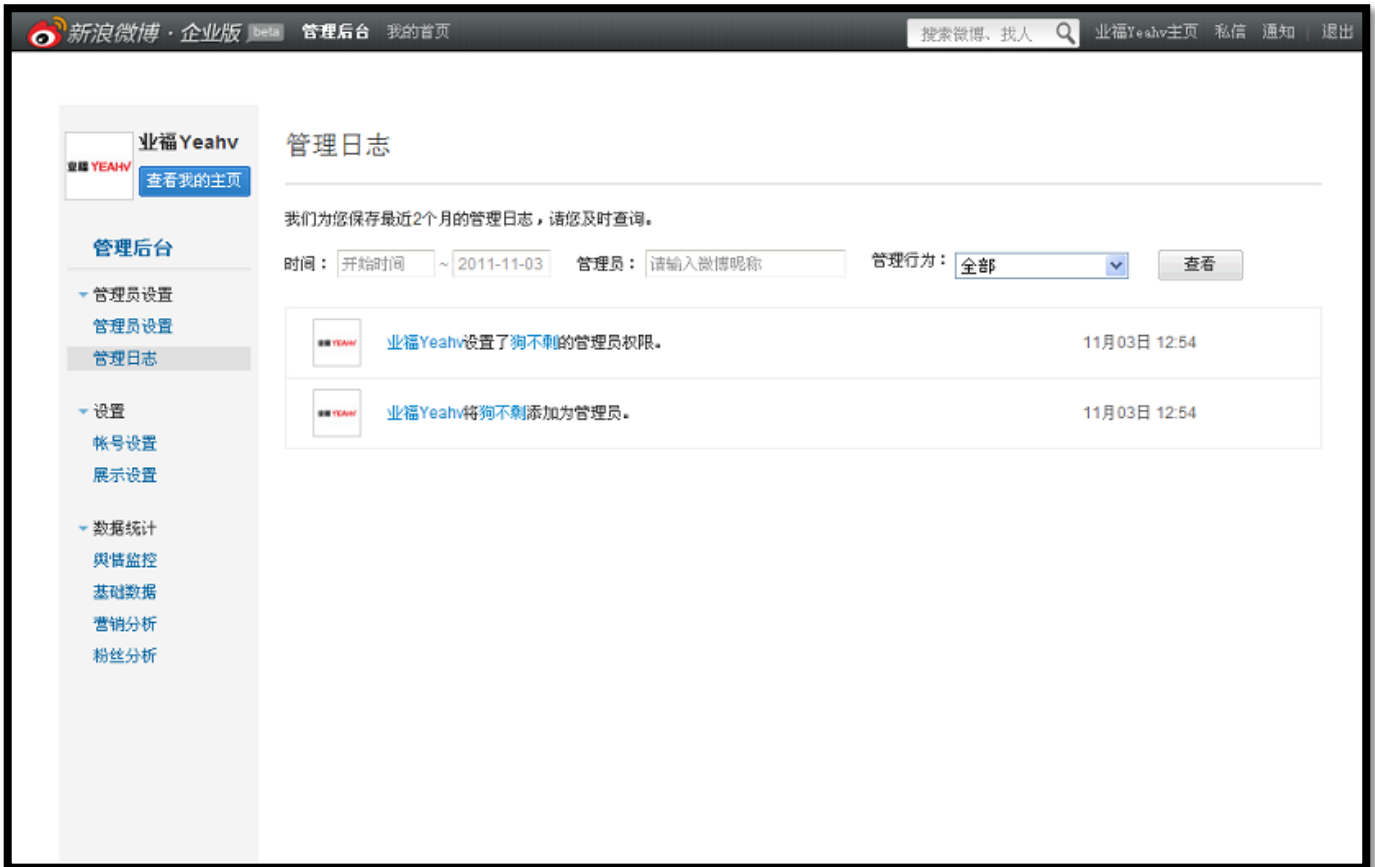 新浪微博·企业版 beta 管理后台 我的首页 搜索微博、找人 业福Yeahv主页 私信 通知 | 退出
业福Yeahv
業福 YEAHV
查看我的主页
管理后台
管理员设置
管理员设置
管理日志
设置
帐号设置
展示设置
数据统计
舆情监控
基础数据
营销分析
粉丝分析
管理日志
我们为您保存最近2个月的管理日志，请您及时查询。
时间： 开始时间 ~ 2011-11-03 管理员： 请输入微博昵称 管理行为： 全部 查看
業福 YEAHV 业福Yeahv设置了狗不剩的管理员权限。 11月03日 12:54
業福 YEAHV 业福Yeahv将狗不剩添加为管理员。 11月03日 12:54